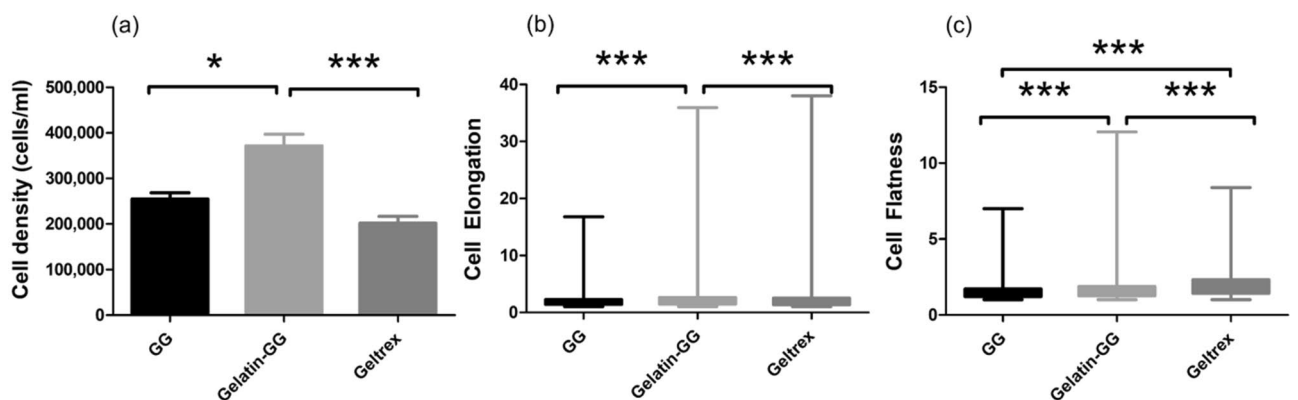 (a)
* ***
Cell density (cells/ml)
500,000
400,000
300,000
200,000
100,000
0
GG
Gelatin-GG
Geltrex
(b)
*** ***
Cell Elongation
40
30
20
10
0
GG
Gelatin-GG
Geltrex
(c)
***
*** ***
Cell Flatness
15
10
5
0
GG
Gelatin-GG
Geltrex